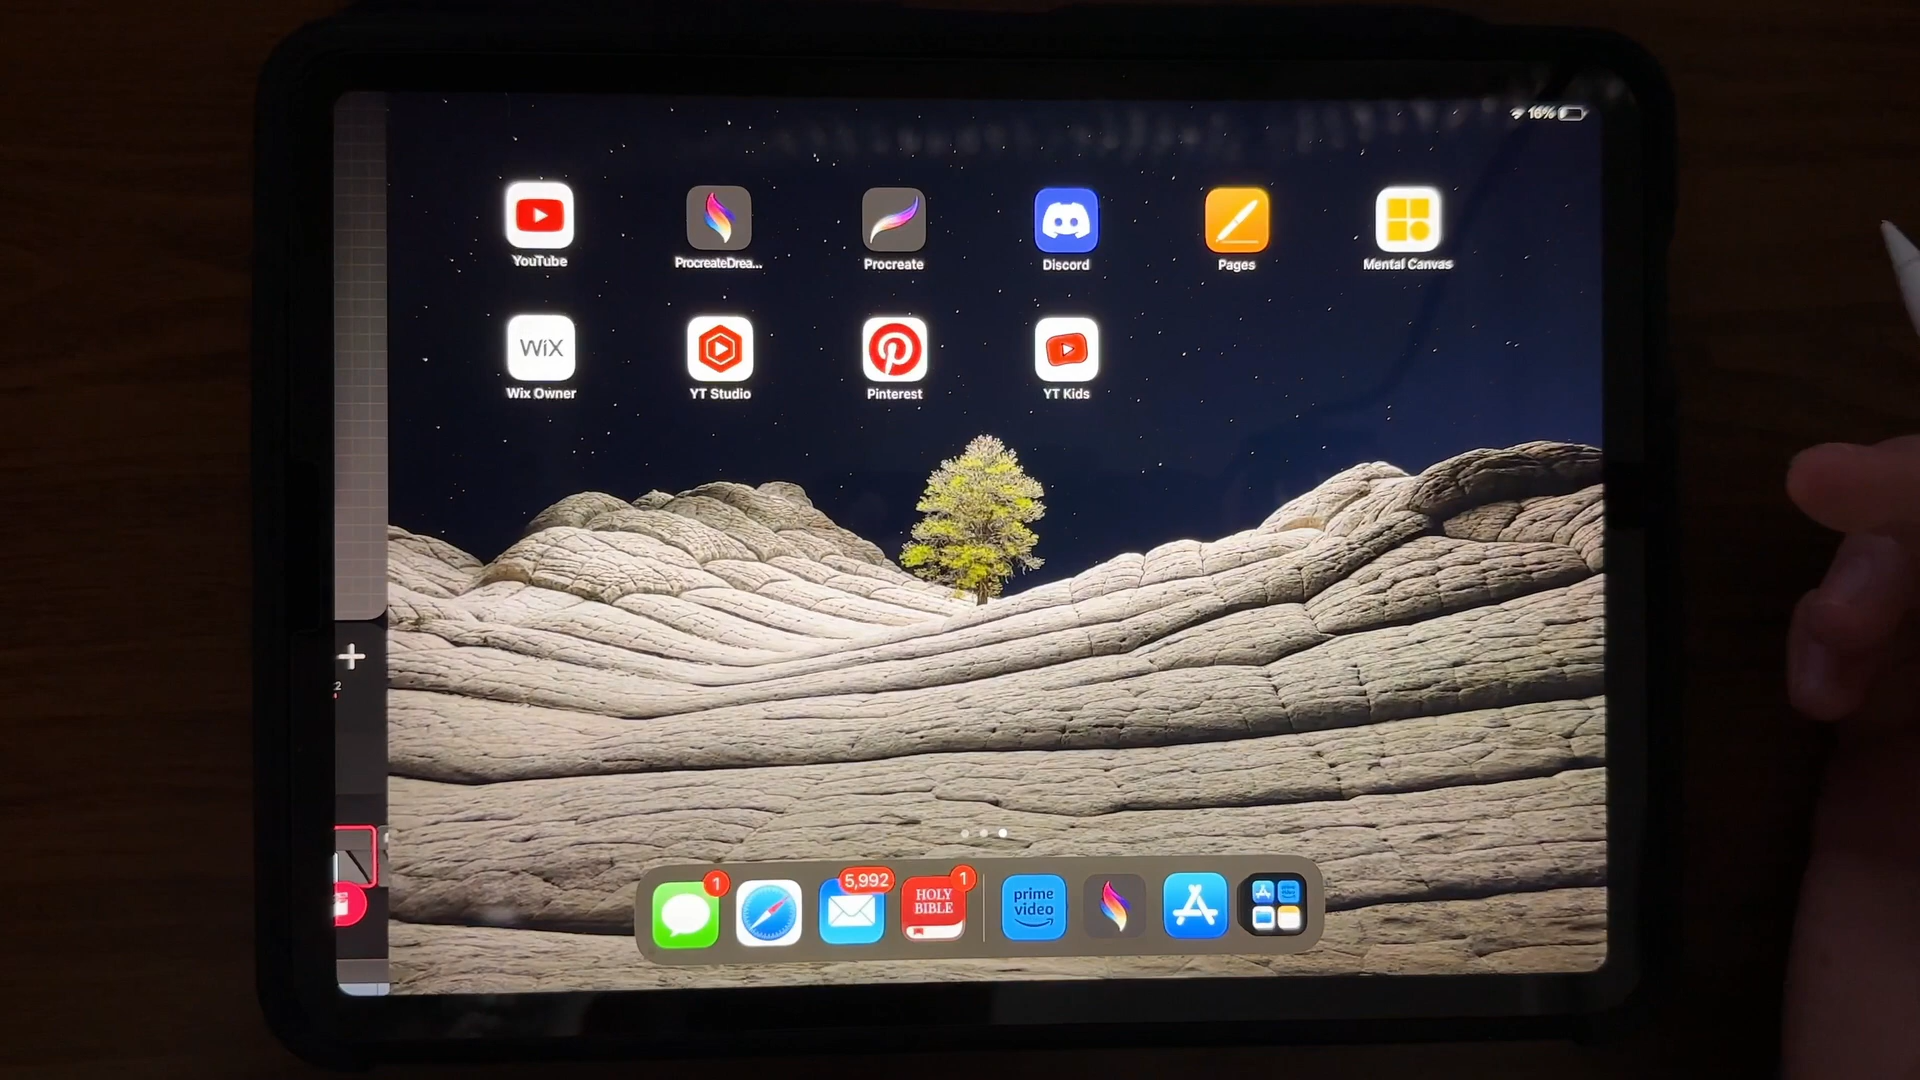 16%
YouTube
ProcreateDrea...
Procreate
Discord
Pages
Mental Canvas
WiX
Wix Owner
YT Studio
Pinterest
YT Kids
2
1
5,992
1
HOLY
BIBLE
prime
video